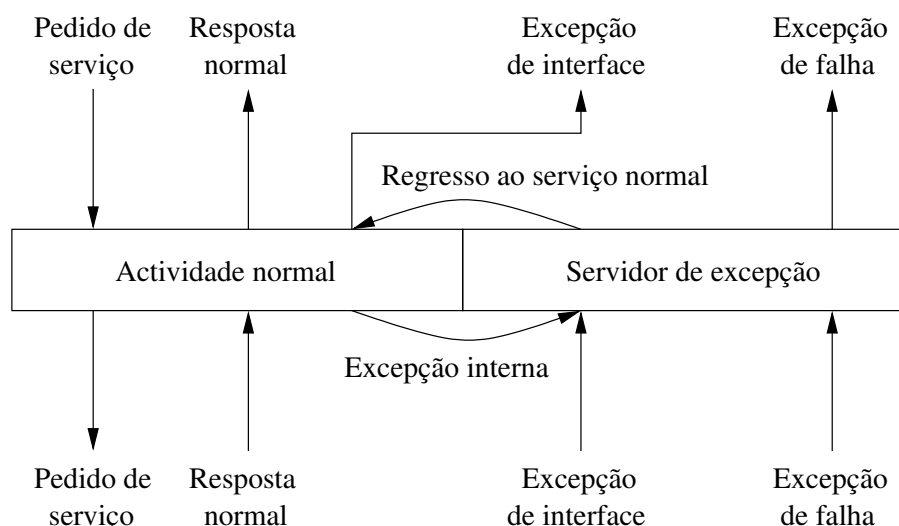 Pedido de
serviço
Resposta
normal
Excepção
de interface
Excepção
de falha
Regresso ao serviço normal
Actividade normal
Servidor de excepção
Excepção interna
Pedido de
serviço
Resposta
normal
Excepção
de interface
Excepção
de falha